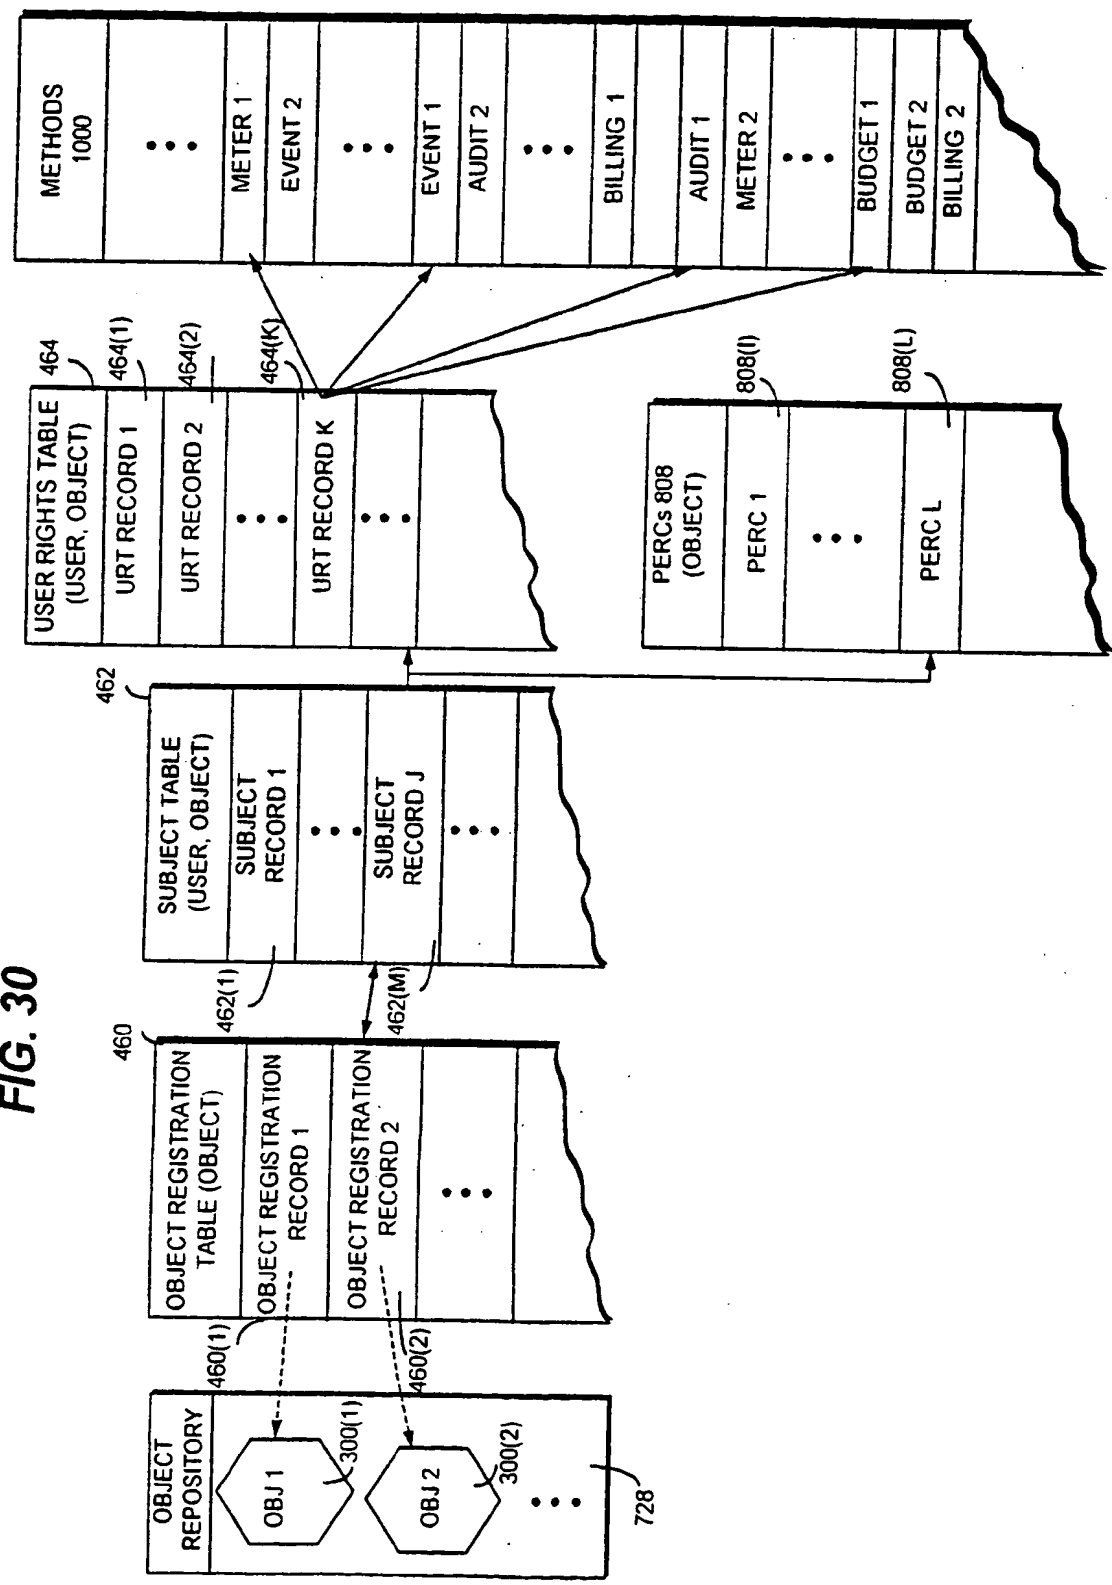 FIG. 30
OBJECT
REPOSITORY
OBJ 1
300(1)
OBJ 2
300(2)
728
460
OBJECT REGISTRATION
TABLE (OBJECT)
OBJECT REGISTRATION
RECORD 1
460(1)
OBJECT REGISTRATION
RECORD 2
460(2)
462
SUBJECT TABLE
(USER, OBJECT)
SUBJECT
RECORD 1
462(1)
SUBJECT
RECORD J
462(M)
USER RIGHTS TABLE
(USER, OBJECT)
464
URT RECORD 1
464(1)
URT RECORD 2
464(2)
URT RECORD K
464(K)
PERCs 808
(OBJECT)
PERC 1
808(I)
PERC L
808(L)
METHODS
1000
METER 1
EVENT 2
EVENT 1
AUDIT 2
BILLING 1
AUDIT 1
METER 2
BUDGET 1
BUDGET 2
BILLING 2